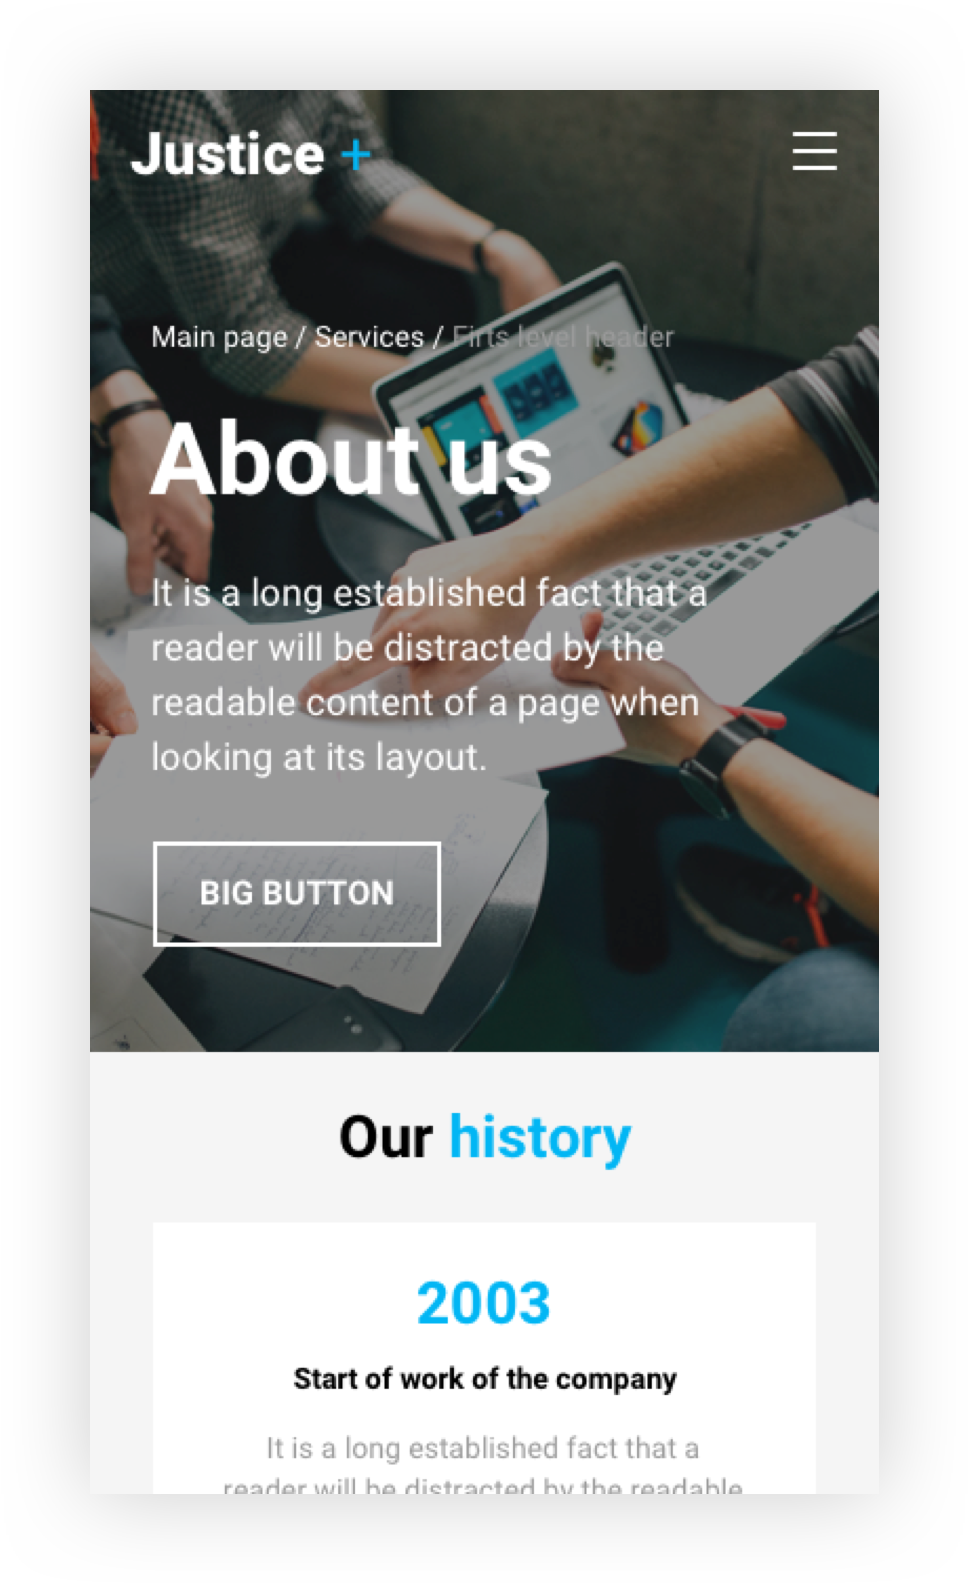 Justice +
Main page / Services / Firts level header
About us
It is a long established fact that a
reader will be distracted by the
readable content of a page when
looking at its layout.
BIG BUTTON
Our history
2003
Start of work of the company
It is a long established fact that a
reader will be distracted by the readable